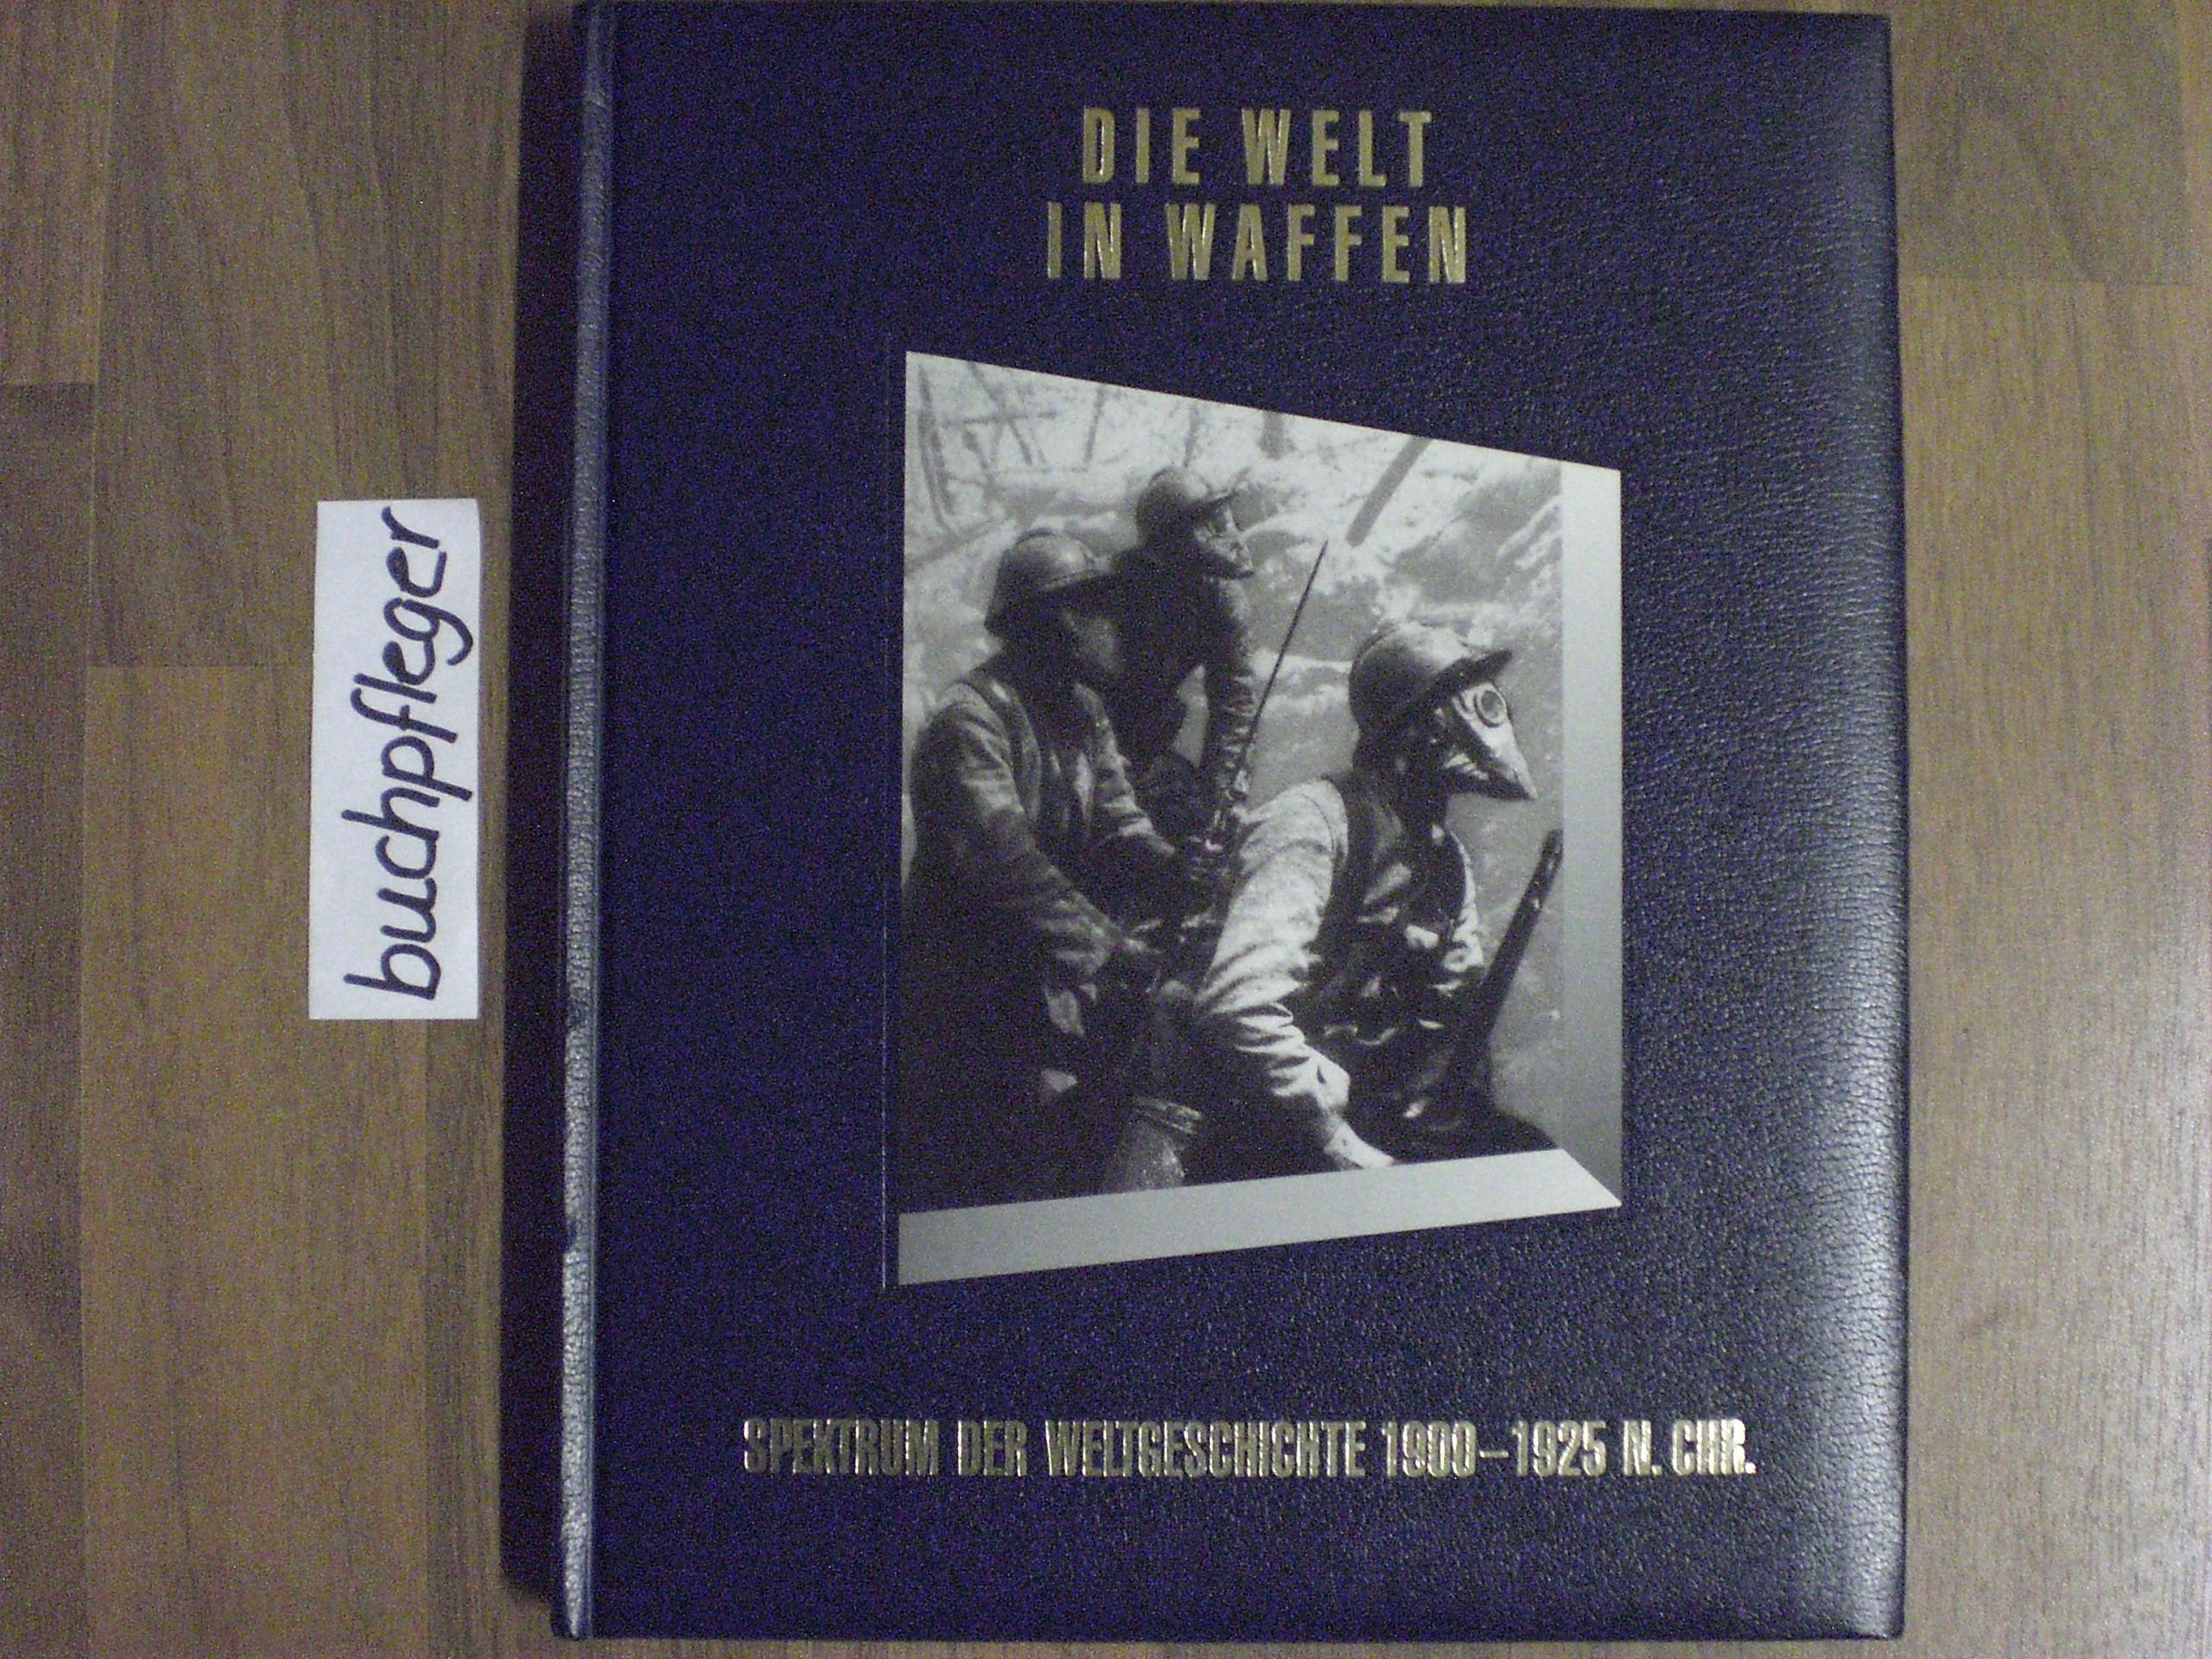 DIE WELT
IN WAFFEN
SPEKTRUM DER WELTGESCHICHTE 1900–1925 N. CHR.
buchpfleger